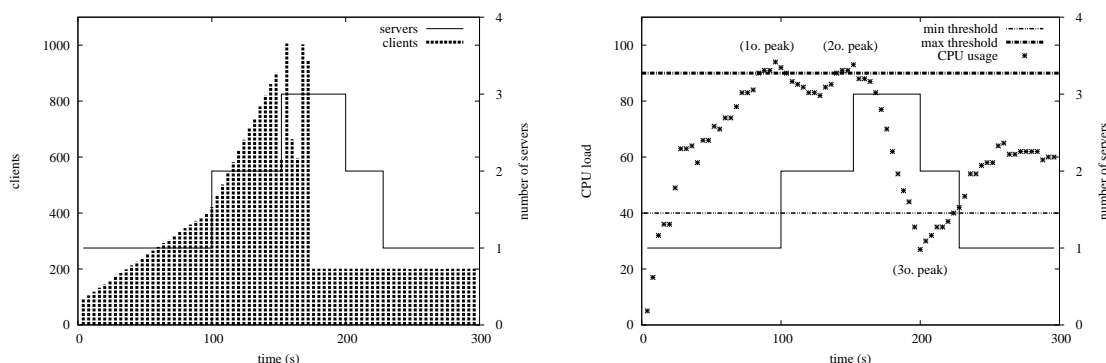 servers
clients
1000
800
600
400
200
0
clients
4
3
2
1
0
number of servers
0
100
200
300
time (s)
min threshold
max threshold
CPU usage
(1o. peak)
(2o. peak)
(3o. peak)
100
80
60
40
20
0
CPU load
4
3
2
1
0
number of servers
0
100
200
300
time (s)